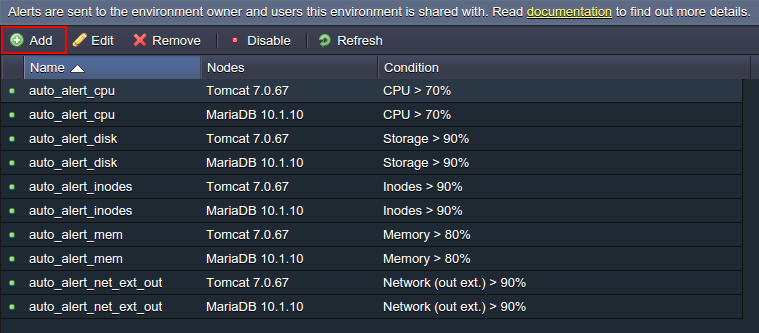 Alerts are sent to the environment owner and users this environment is shared with. Read documentation to find out more details.
Add Edit Remove Disable Refresh
Name Nodes Condition
auto_alert_cpu Tomcat 7.0.67 CPU > 70%
auto_alert_cpu MariaDB 10.1.10 CPU > 70%
auto_alert_disk Tomcat 7.0.67 Storage > 90%
auto_alert_disk MariaDB 10.1.10 Storage > 90%
auto_alert_inodes Tomcat 7.0.67 Inodes > 90%
auto_alert_inodes MariaDB 10.1.10 Inodes > 90%
auto_alert_mem Tomcat 7.0.67 Memory > 80%
auto_alert_mem MariaDB 10.1.10 Memory > 80%
auto_alert_net_ext_out Tomcat 7.0.67 Network (out ext.) > 90%
auto_alert_net_ext_out MariaDB 10.1.10 Network (out ext.) > 90%